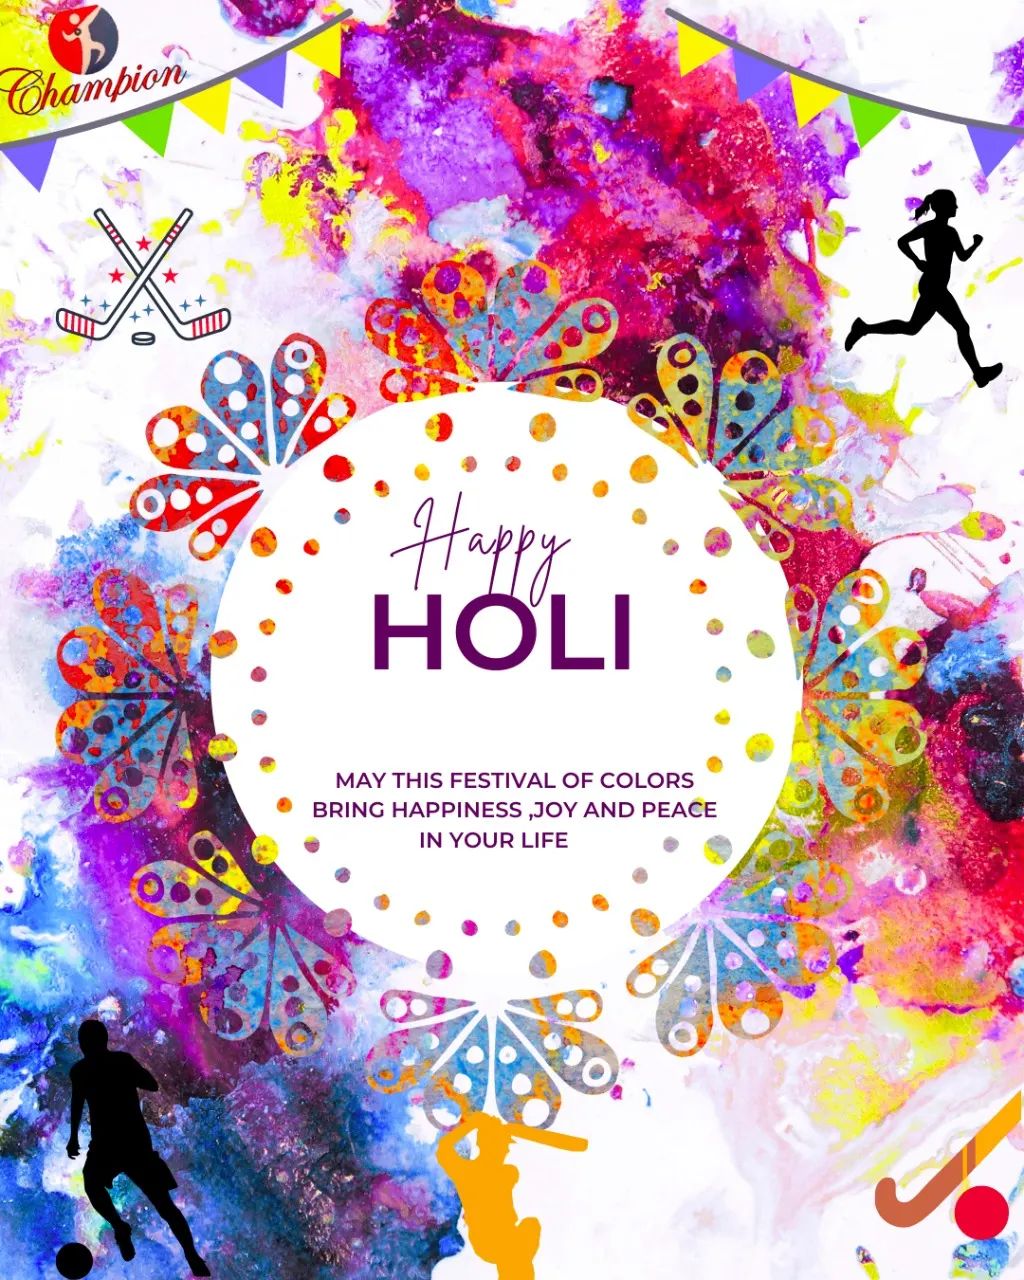 Champion
Happy
HOLI
MAY THIS FESTIVAL OF COLORS
BRING HAPPINESS ,JOY AND PEACE
IN YOUR LIFE